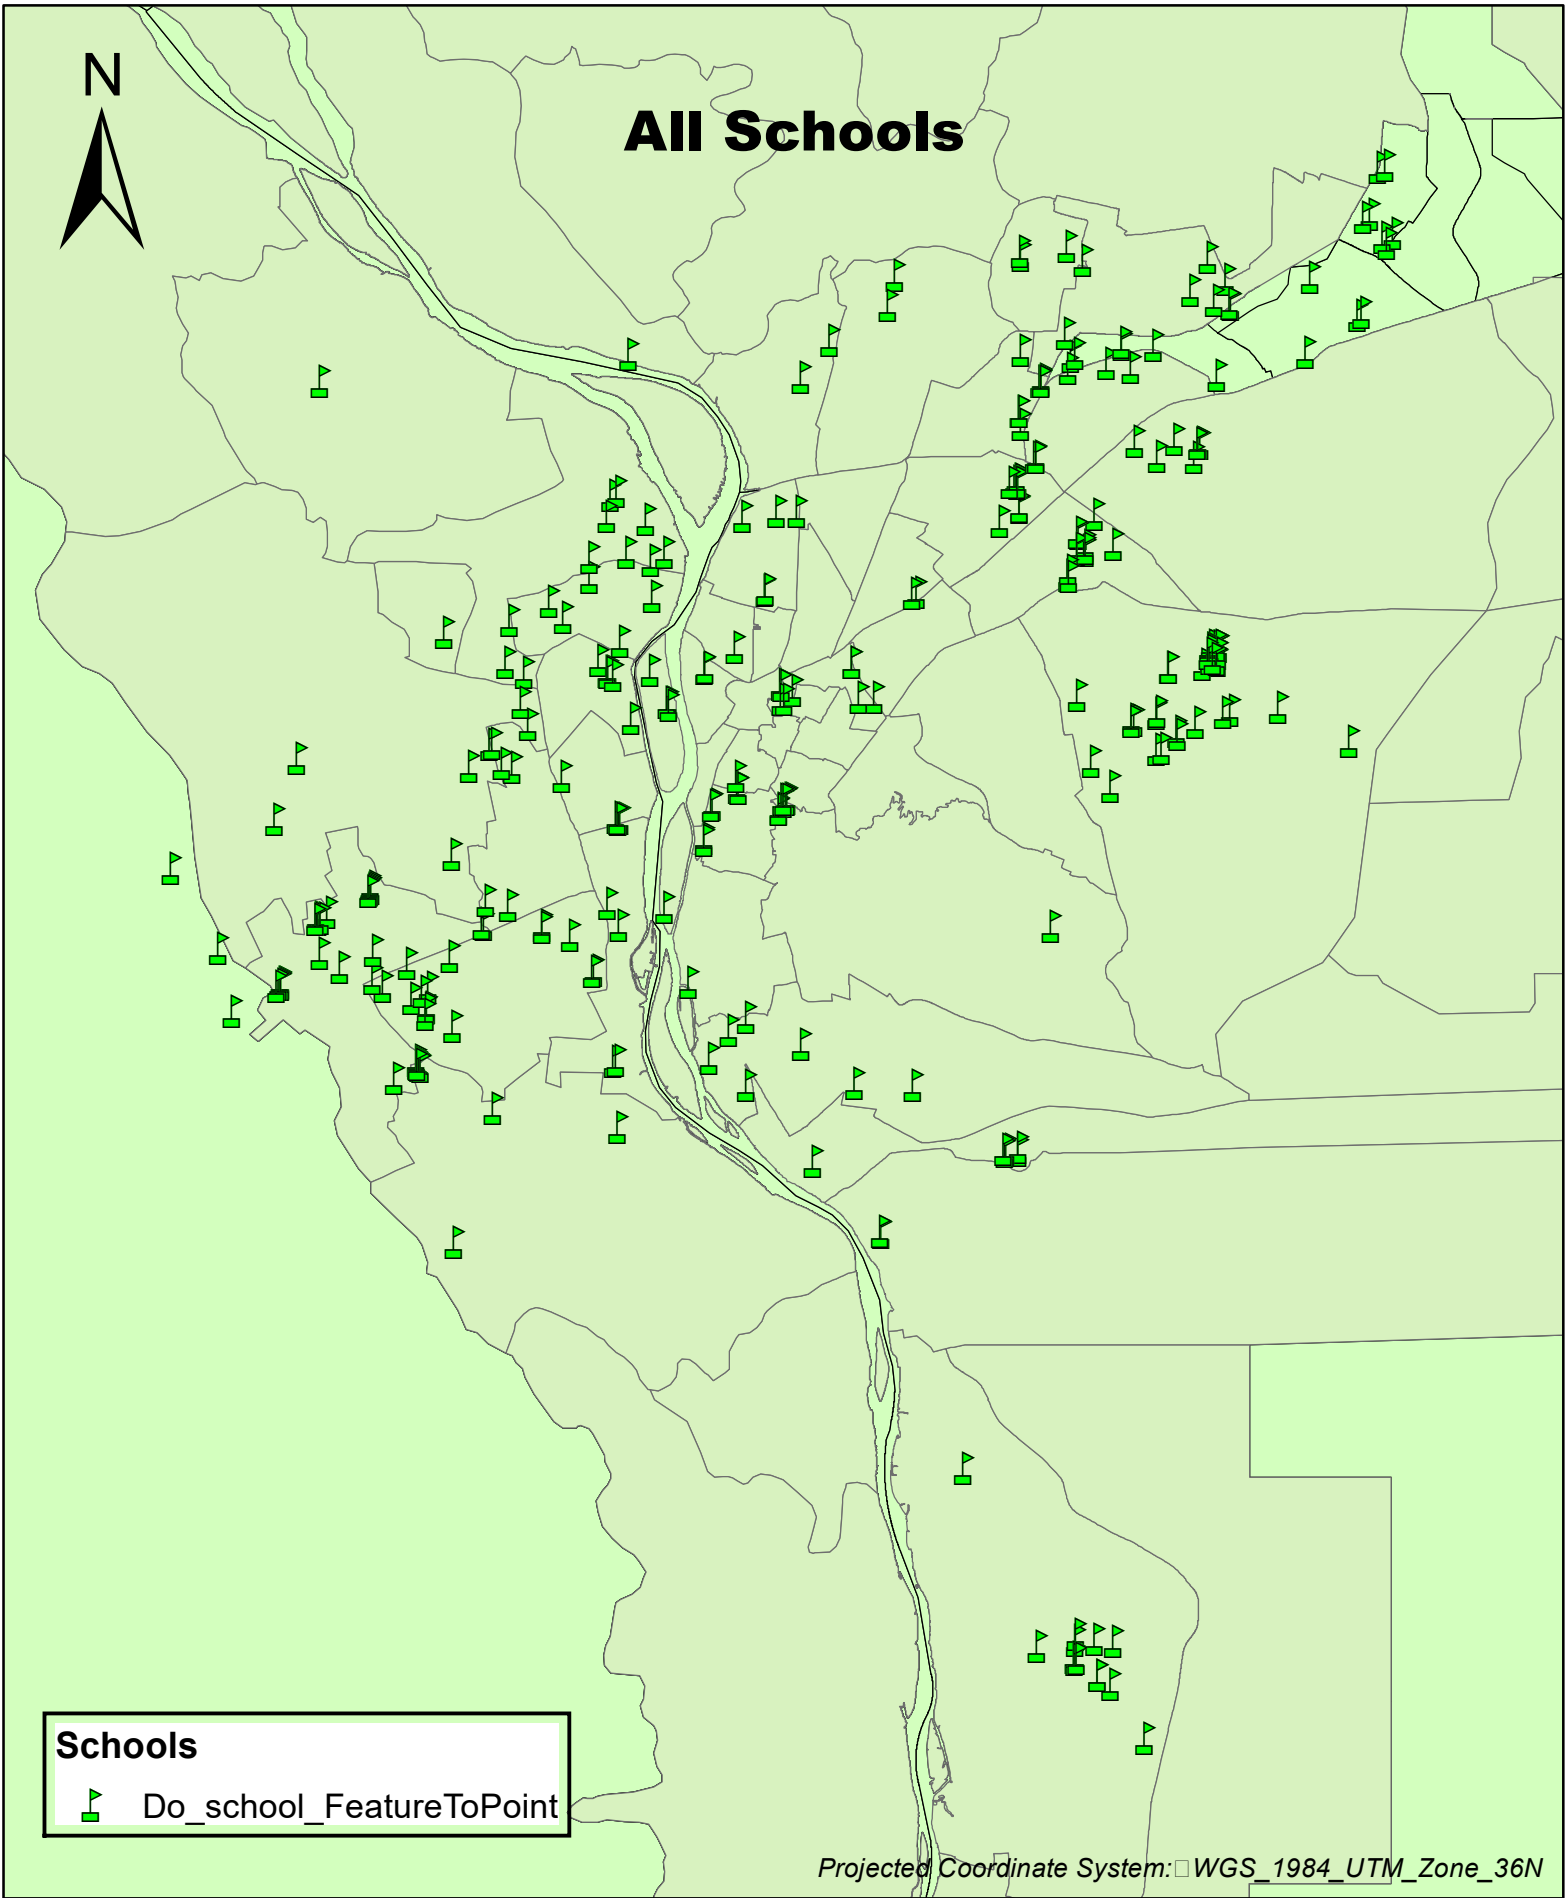 N
All Schools
Schools
Do_school_FeatureToPoint
Projected Coordinate System:□WGS_1984_UTM_Zone_36N